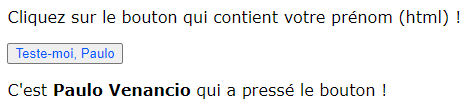 Cliquez sur le bouton qui contient votre prénom (html) !
Teste-moi, Paulo
C'est Paulo Venancio qui a pressé le bouton !